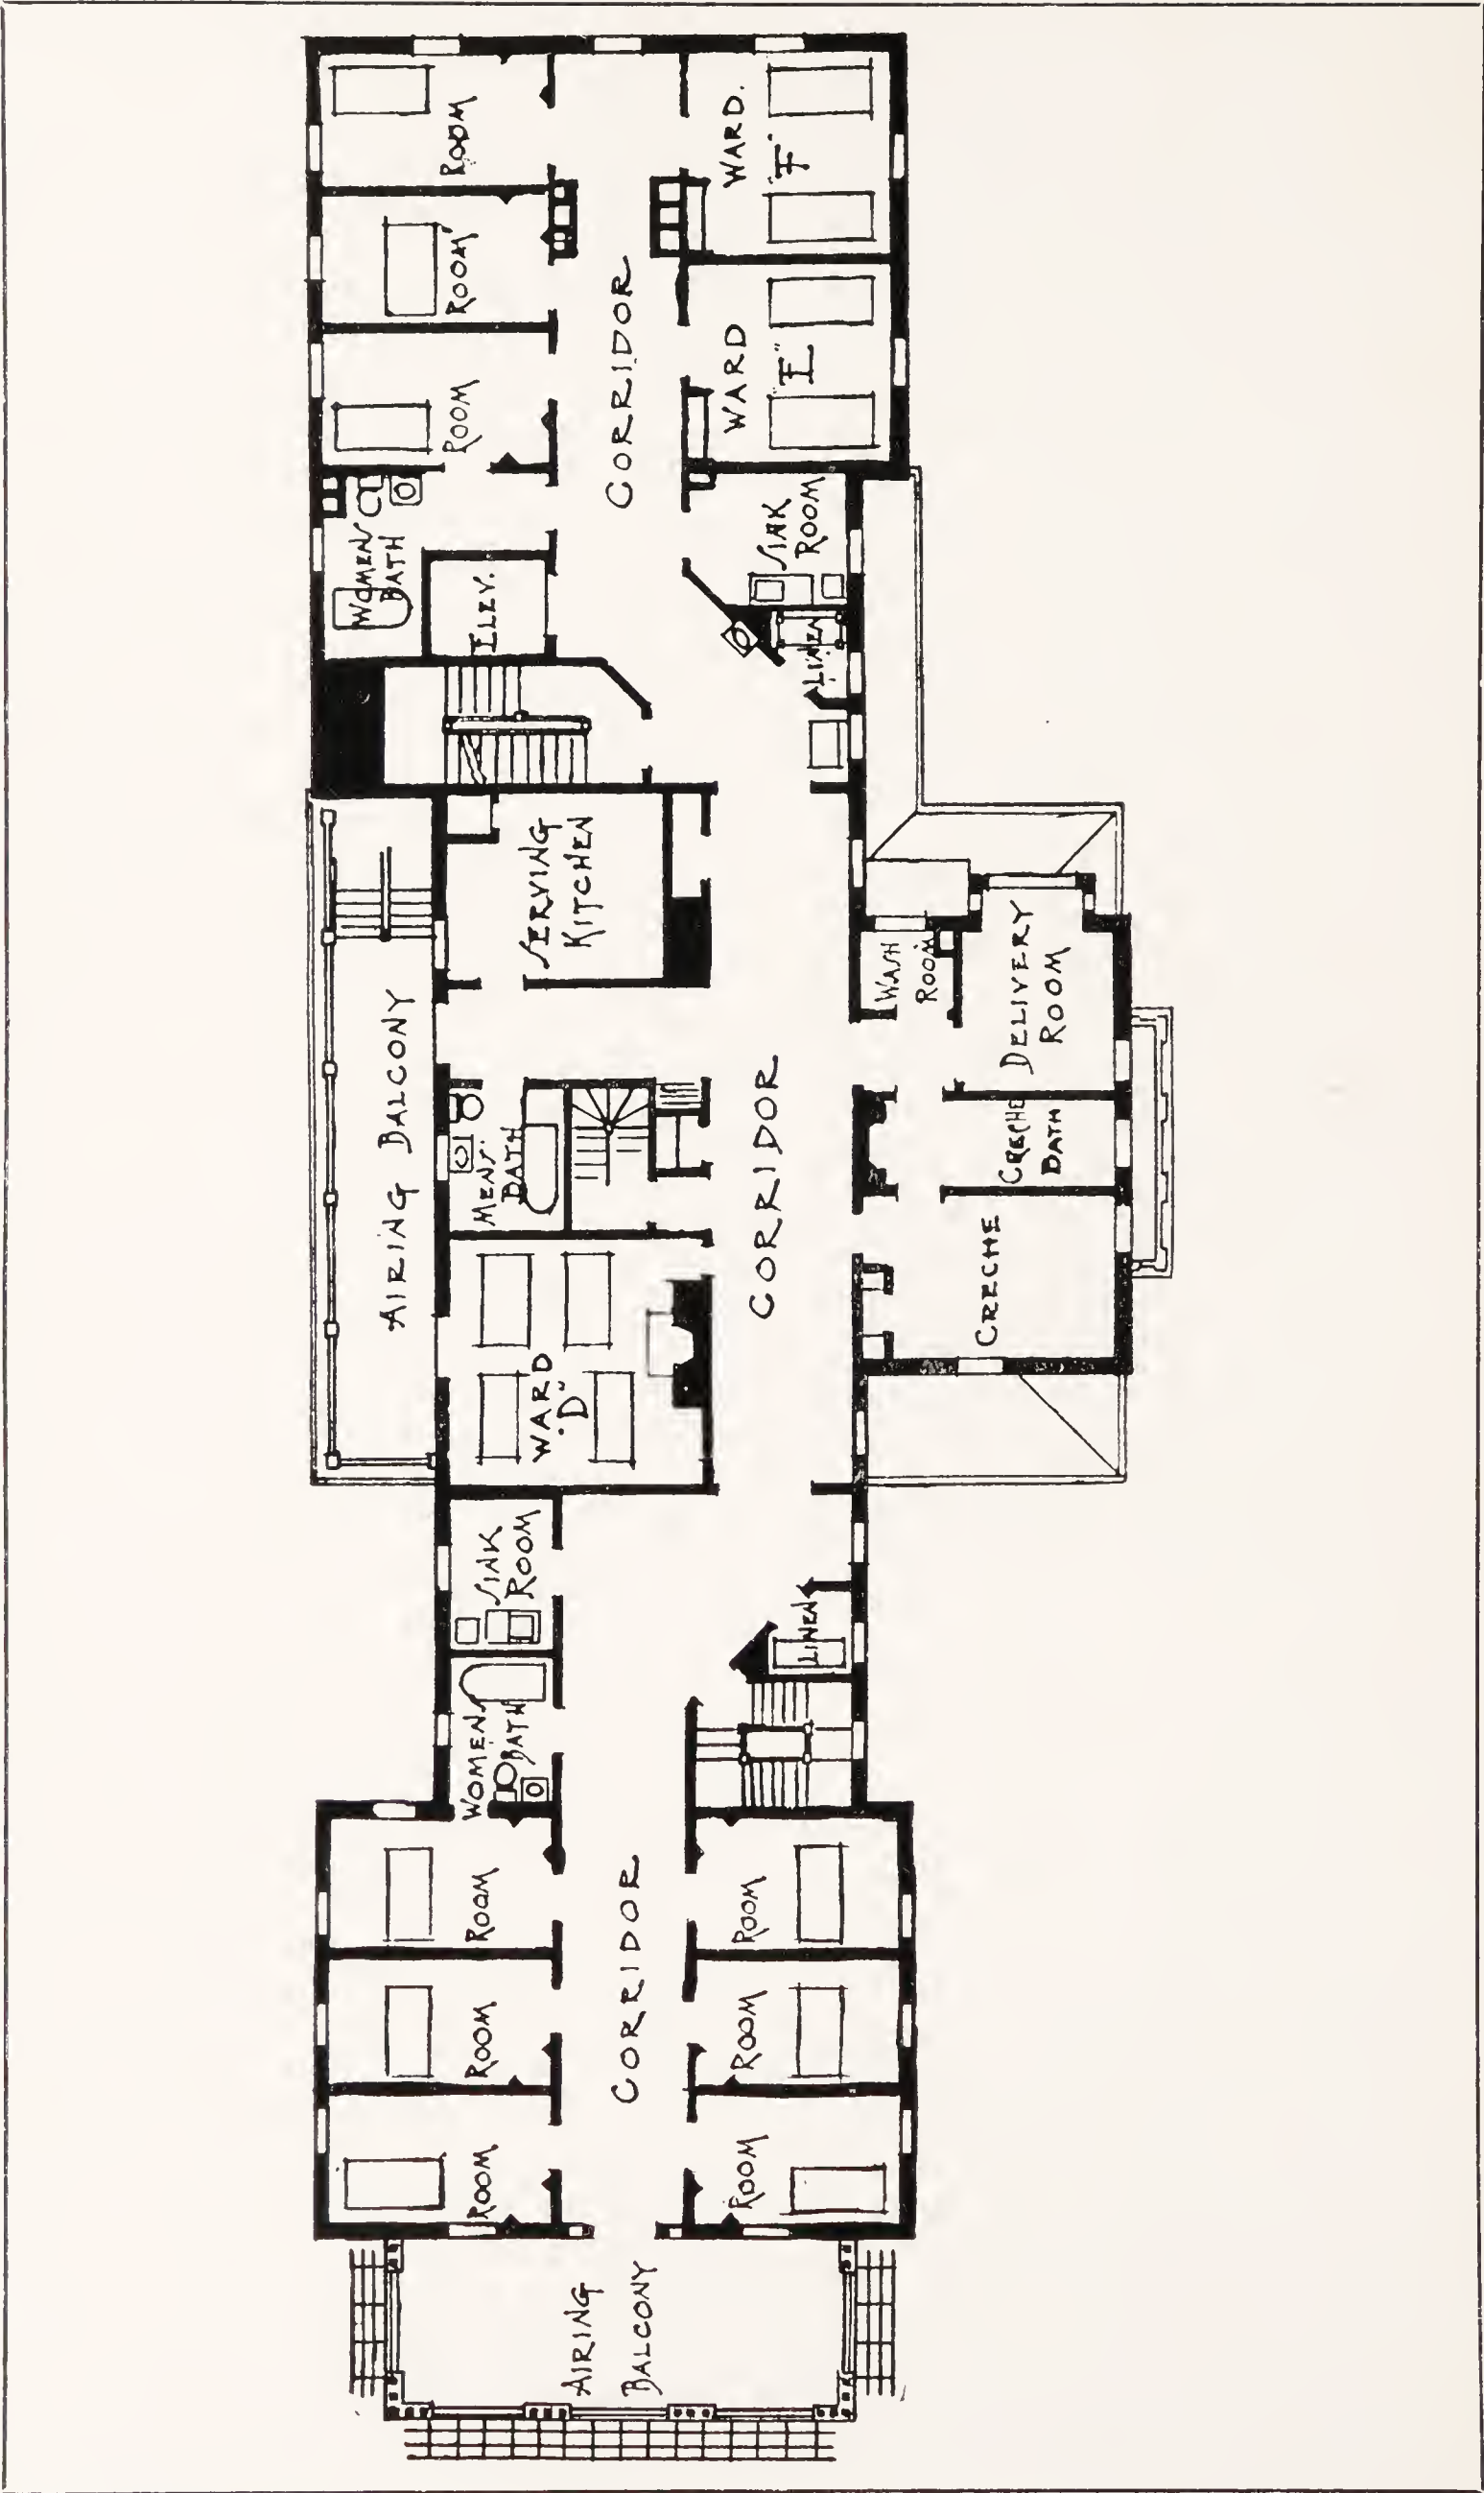 AIRING
BALCONY
ROOM
ROOM
ROOM
ROOM
ROOM
ROOM
CORRIDOR
WOMENS
BATH
SINK
ROOM
LINEN
AIRING BALCONY
WARD
"D"
MENS'
BATH
SERVING
KITCHEN
CORRIDOR
CRECHE
CRECHE
BATH
DELIVERY
ROOM
WASH
ROOM
WOMENS
BATH
ELEV.
LINEN
SINK
ROOM
CORRIDOR
ROOM
ROOM
ROOM
WARD
"E"
WARD.
"F"